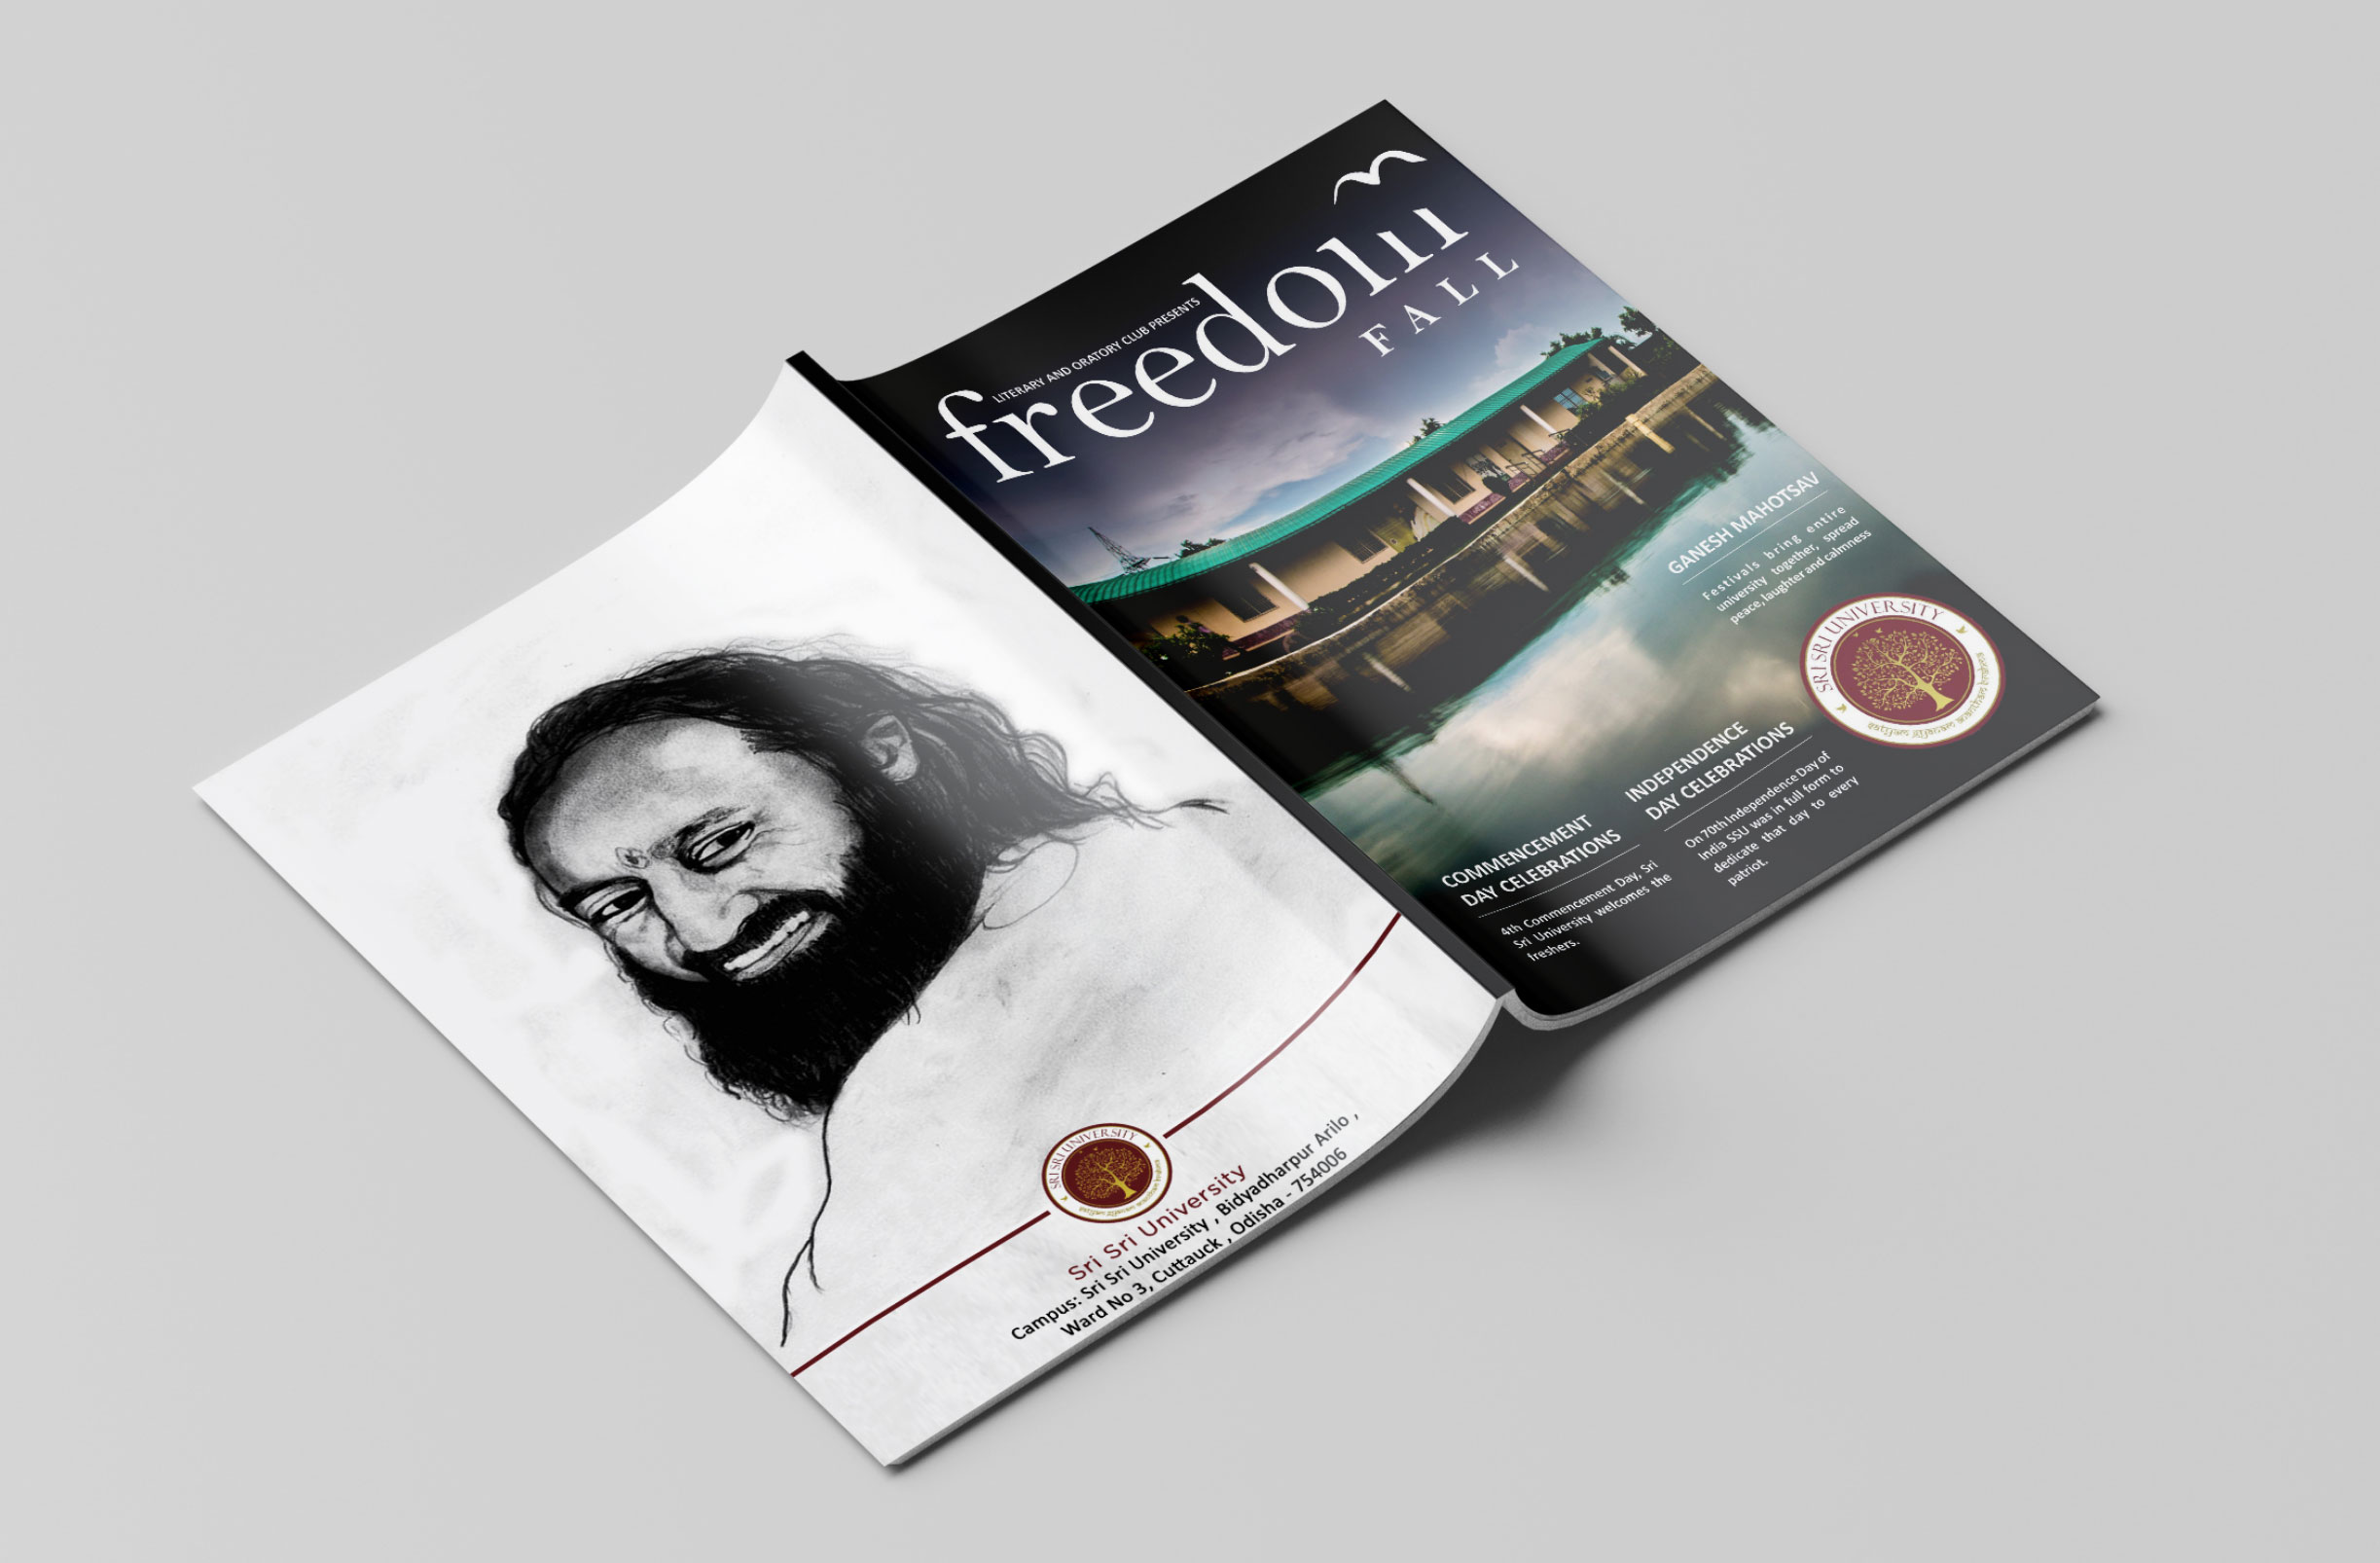 LITERARY AND ORATORY CLUB PRESENTS
freedom
FALL
GANESH MAHOTSAV
Festivals bring entire
university together, spread
peace, laughter and calmness
SRI SRI UNIVERSITY
INDEPENDENCE
DAY CELEBRATIONS
On 70th Independence Day of
India SSU was in full form to
dedicate that day to every
patriot.
COMMENCEMENT
DAY CELEBRATIONS
4th Commencement Day, Sri
Sri University welcomes the
freshers.
SRI SRI UNIVERSITY
Sri Sri University
Campus: Sri Sri University , Bidyadharpur Arilo ,
Ward No 3, Cuttauck , Odisha - 754006